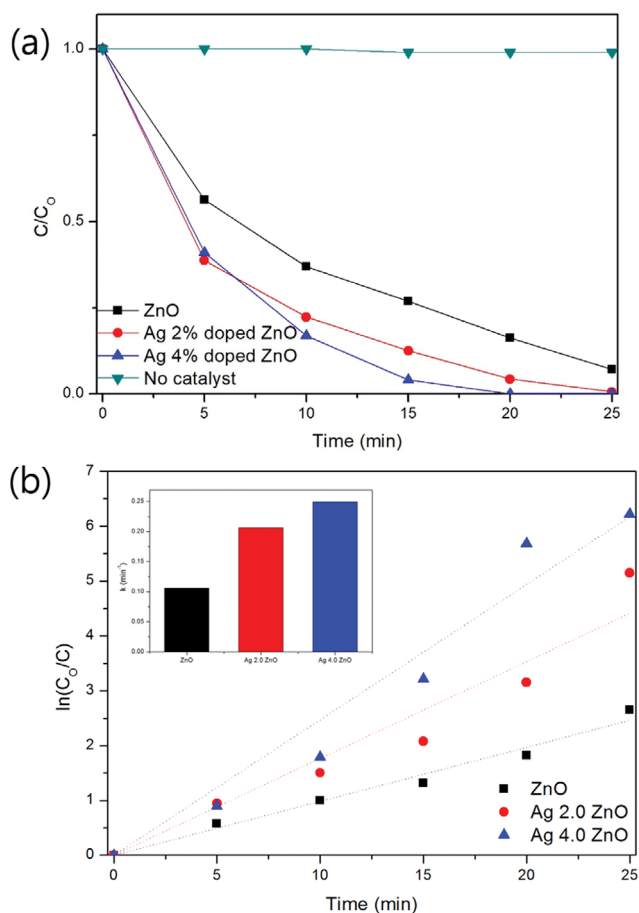 (a)
1.0
0.5
0.0
C/C₀
ZnO
Ag 2% doped ZnO
Ag 4% doped ZnO
No catalyst
0 5 10 15 20 25
Time (min)
(b)
7
6
5
4
3
2
1
0
ln(C₀/C)
0.25
0.20
0.15
0.10
0.05
0.00
k (min⁻¹)
ZnO Ag 2.0 ZnO Ag 4.0 ZnO
ZnO
Ag 2.0 ZnO
Ag 4.0 ZnO
0 5 10 15 20 25
Time (min)